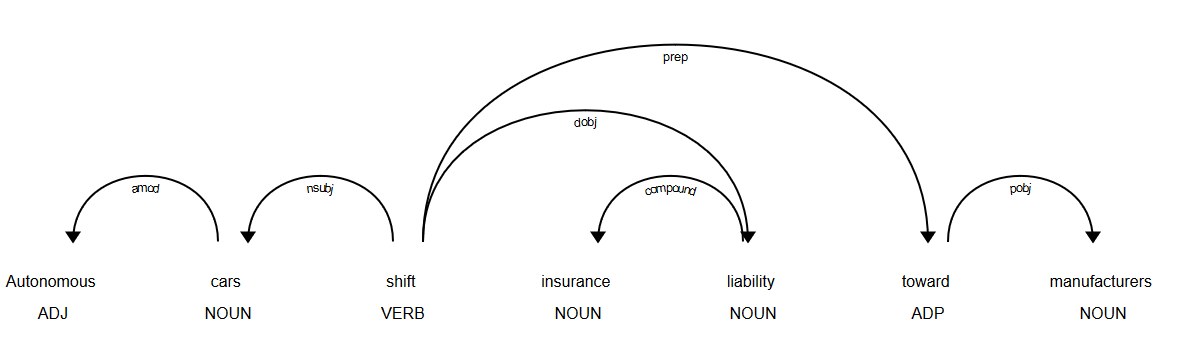 prep
dobj
amod nsubj compound pobj
Autonomous cars shift insurance liability toward manufacturers
ADJ NOUN VERB NOUN NOUN ADP NOUN